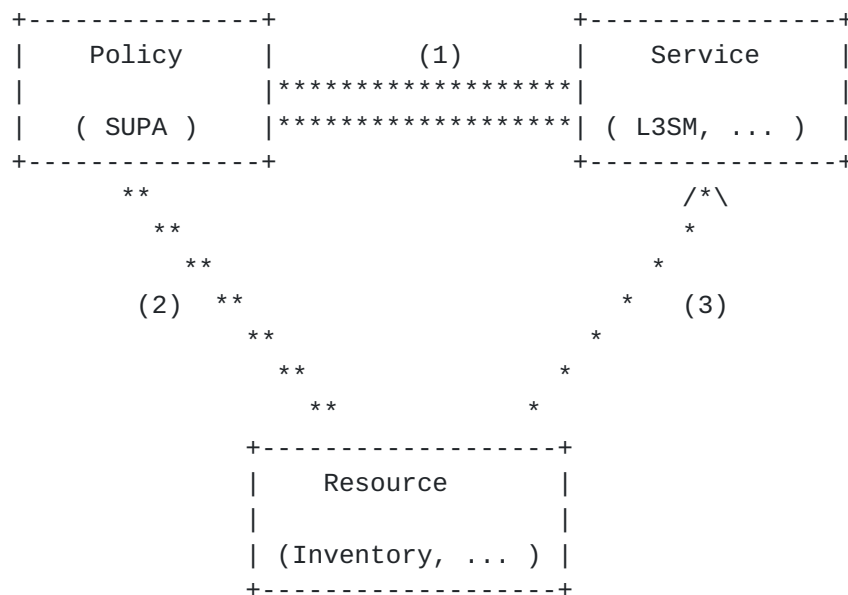 Policy (1) Service
( SUPA ) ( L3SM, ... )
(2) (3)
Resource
(Inventory, ... )